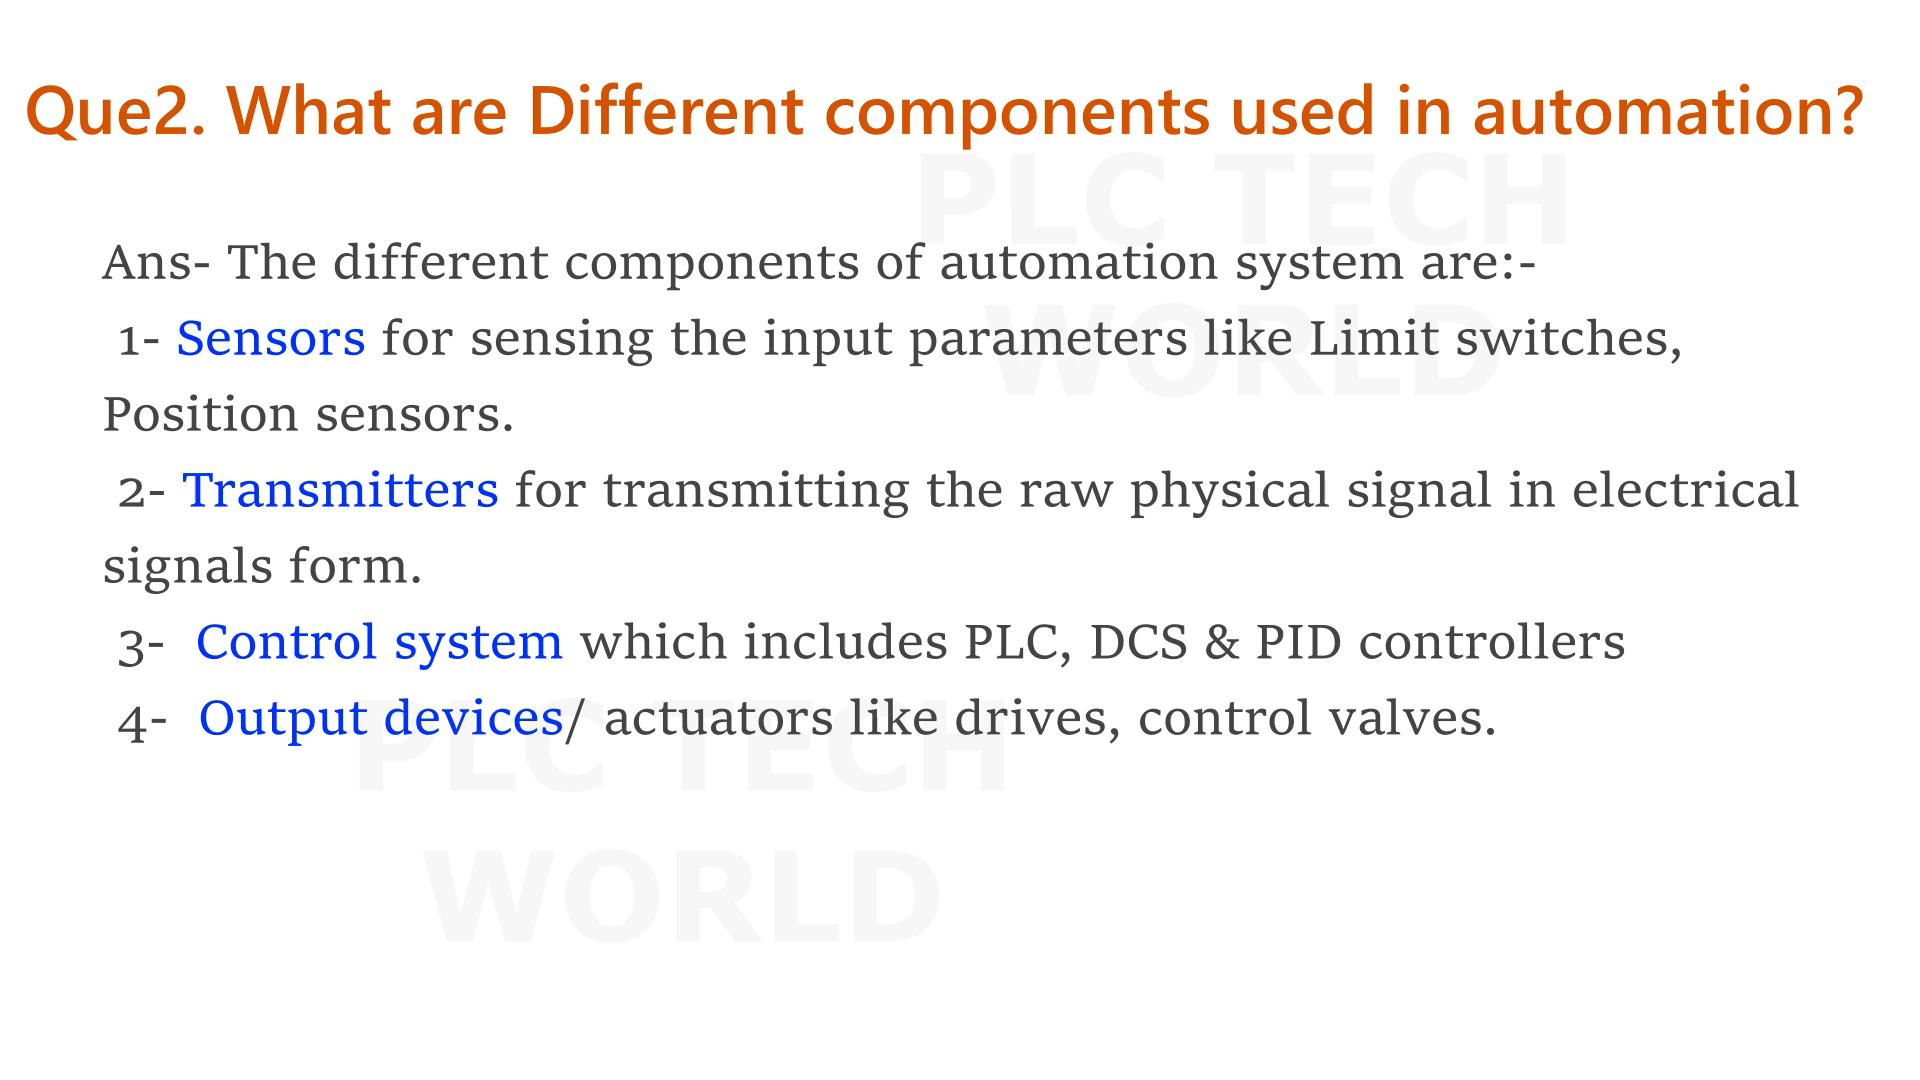 Que2. What are Different components used in automation?
PLC TECH
WORLD
Ans- The different components of automation system are:-
1- Sensors for sensing the input parameters like Limit switches,
Position sensors.
2- Transmitters for transmitting the raw physical signal in electrical
signals form.
3- Control system which includes PLC, DCS & PID controllers
4- Output devices/ actuators like drives, control valves.
PLC TECH
WORLD